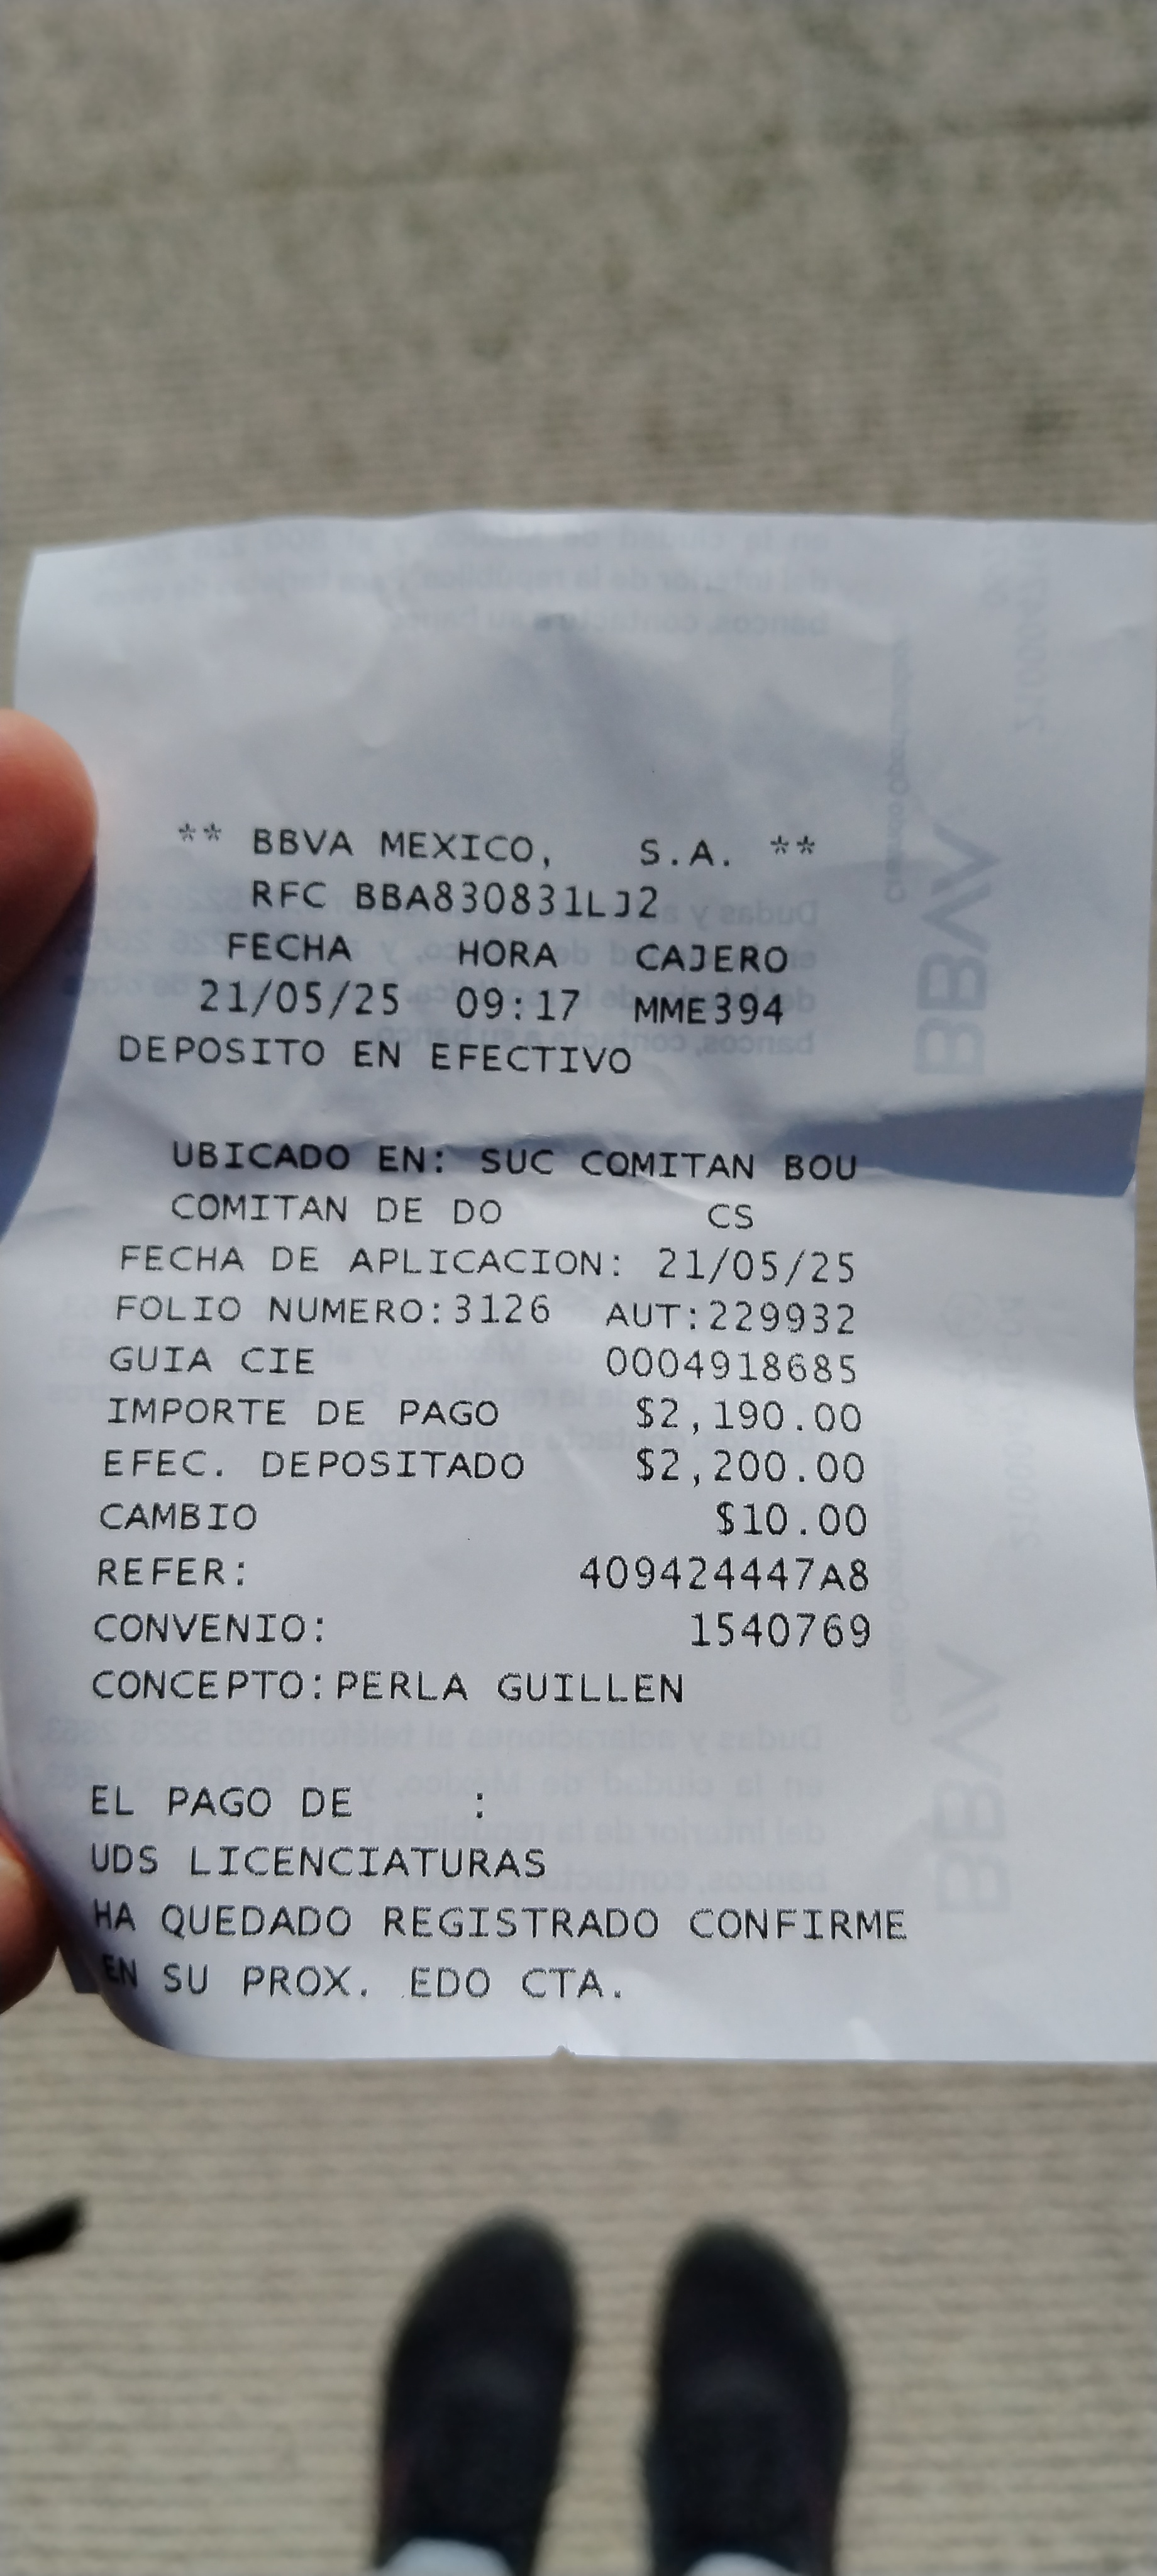 ** BBVA MEXICO, S.A. **
RFC BBA830831LJ2
FECHA HORA CAJERO
21/05/25 09:17 MME394
DEPOSITO EN EFECTIVO
UBICADO EN: SUC COMITAN BOU
COMITAN DE DO CS
FECHA DE APLICACION: 21/05/25
FOLIO NUMERO:3126 AUT:229932
GUIA CIE 0004918685
IMPORTE DE PAGO $2,190.00
EFEC. DEPOSITADO $2,200.00
CAMBIO $10.00
REFER: 409424447A8
CONVENIO: 1540769
CONCEPTO:PERLA GUILLEN
EL PAGO DE :
UDS LICENCIATURAS
HA QUEDADO REGISTRADO CONFIRME
EN SU PROX. EDO CTA.